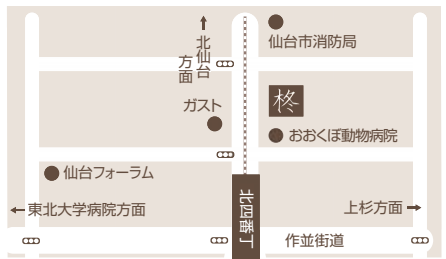 北仙台
方面
仙台市消防局
柊
ガスト
おおくぼ動物病院
仙台フォーラム
東北大学病院方面
北四番丁
上杉方面
作並街道